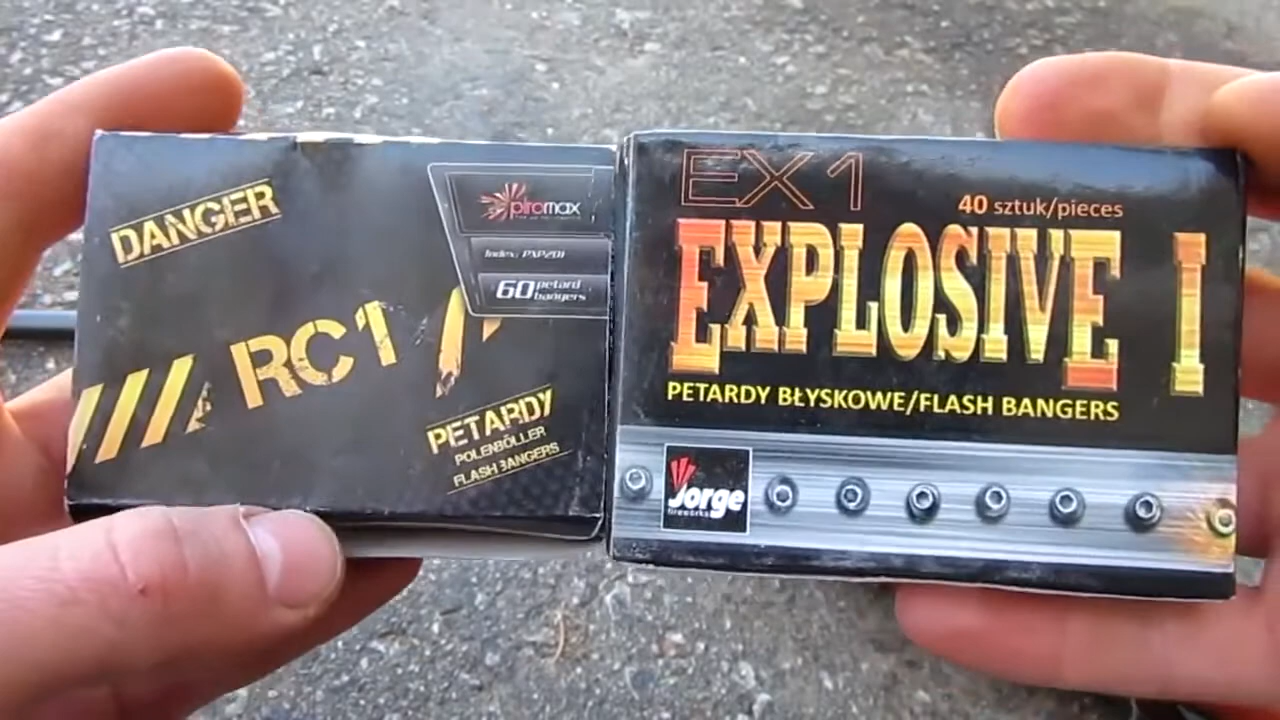 DANGER
piromax
Index: PXP201
60 petard
bangers
RC1
PETARDY
POLENBÖLLER
FLASH BANGERS
EX1
40 sztuk/pieces
EXPLOSIVE 1
PETARDY BŁYSKOWE/FLASH BANGERS
Jorge
fireworks